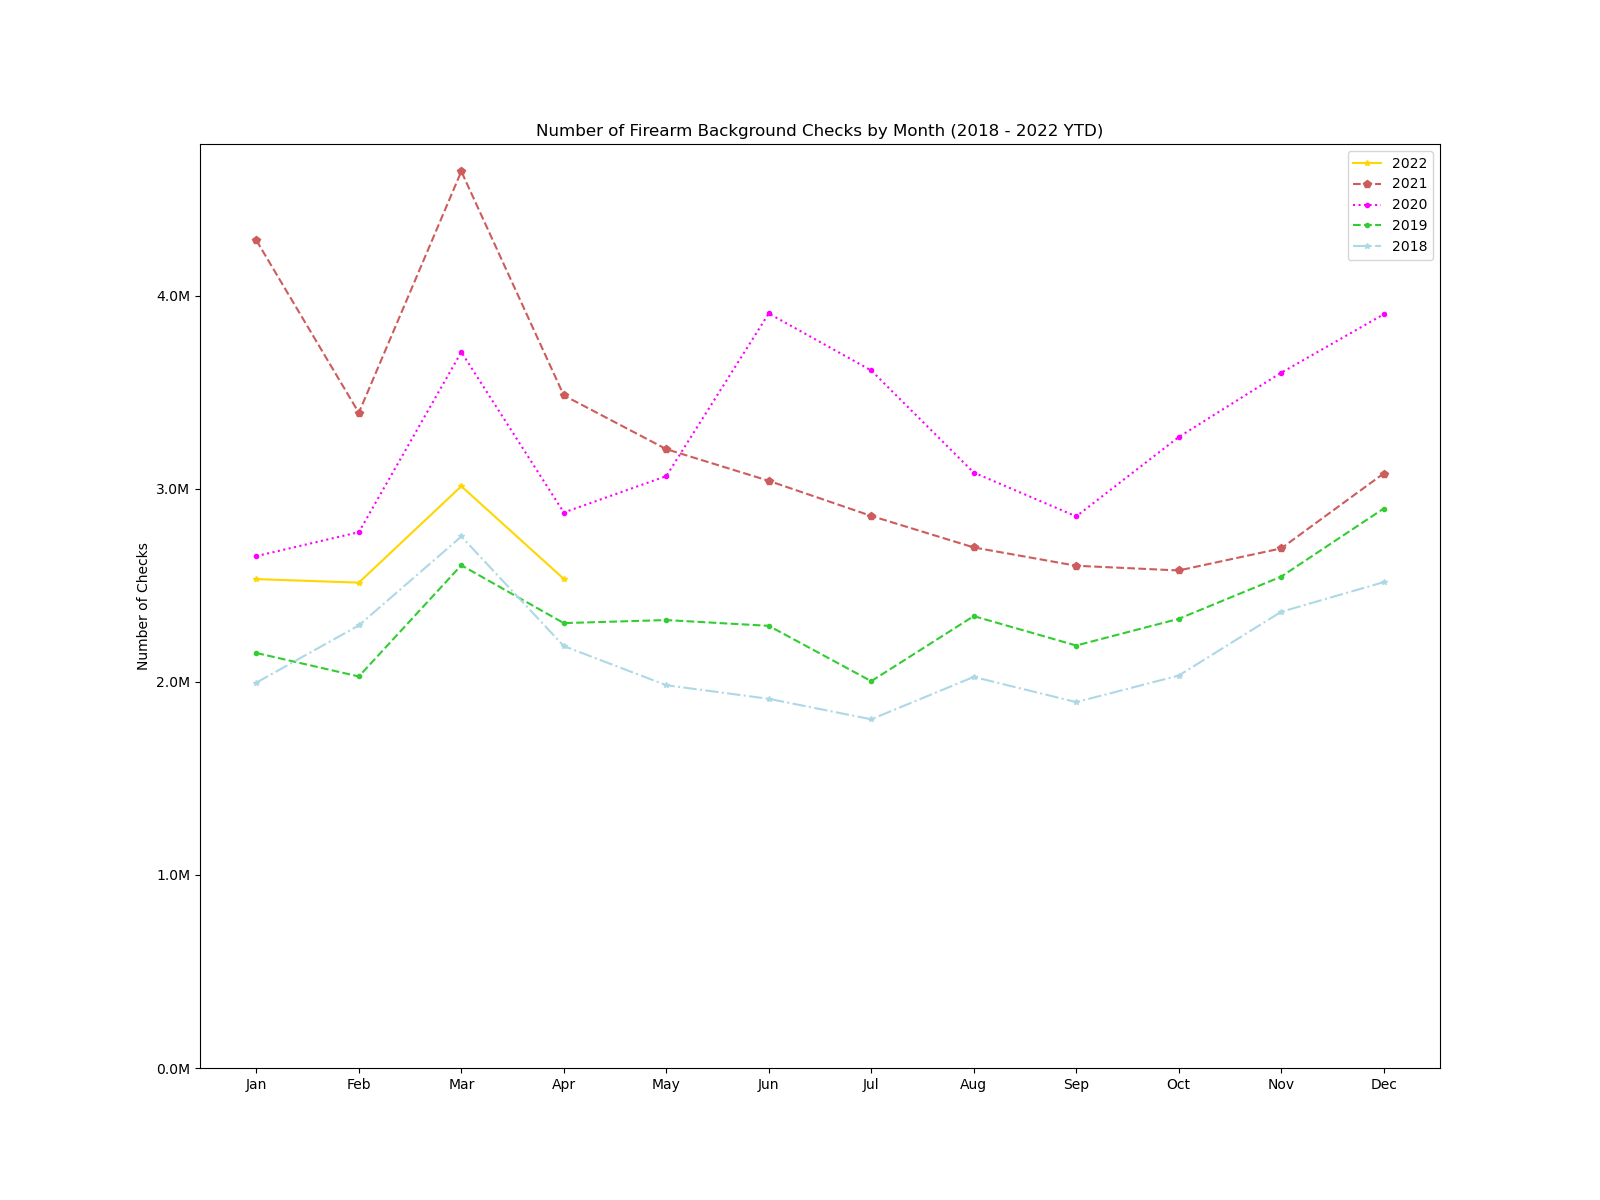 Number of Firearm Background Checks by Month (2018 - 2022 YTD)
2022
2021
2020
2019
2018
4.0M
3.0M
2.0M
1.0M
0.0M
Number of Checks
Jan Feb Mar Apr May Jun Jul Aug Sep Oct Nov Dec